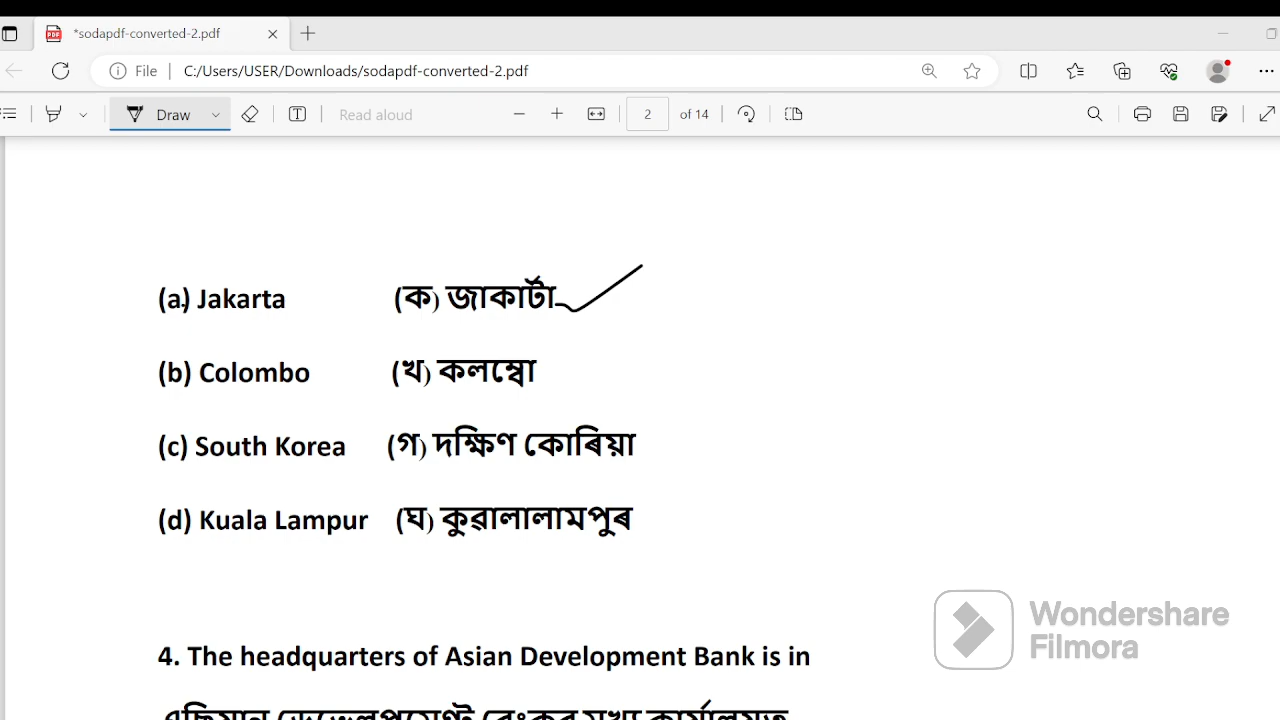 *sodapdf-converted-2.pdf
File | C:/Users/USER/Downloads/sodapdf-converted-2.pdf
Draw Read aloud 2 of 14
(a) Jakarta (ক) জাকাৰ্টা
(b) Colombo (খ) কলম্বো
(c) South Korea (গ) দক্ষিণ কোৰিয়া
(d) Kuala Lampur (ঘ) কুৱালালামপুৰ
4. The headquarters of Asian Development Bank is in
Wondershare
Filmora